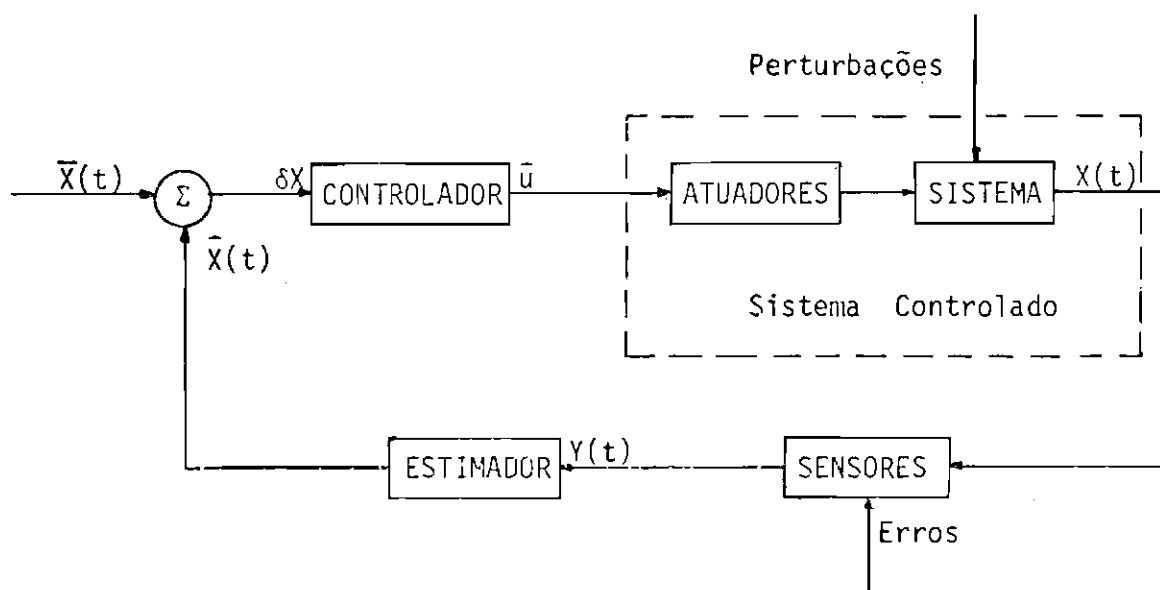 Perturbações
X̄(t)
Σ
δX
CONTROLADOR
ū
ATUADORES
SISTEMA
X(t)
X̂(t)
Sistema Controlado
ESTIMADOR
Y(t)
SENSORES
Erros